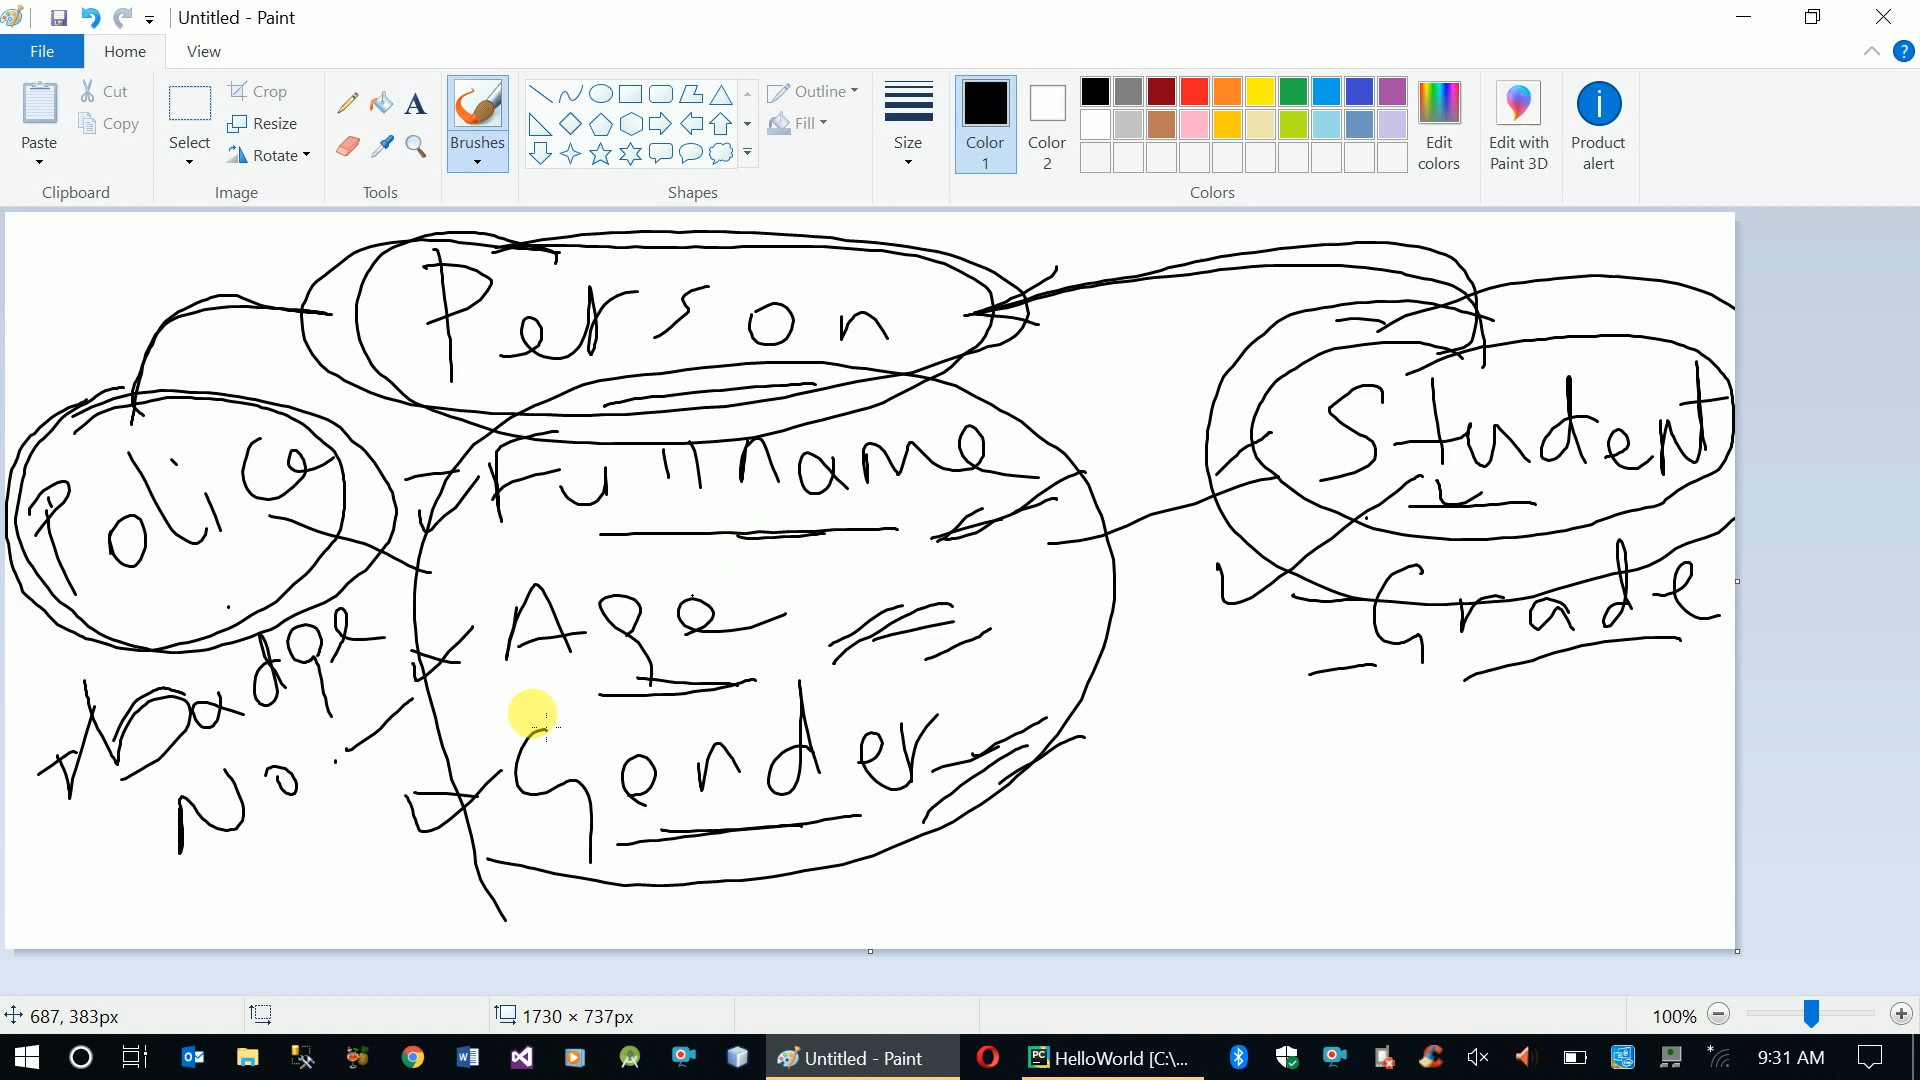 Untitled - Paint
File
Home
View
Paste
Cut
Copy
Clipboard
Select
Crop
Resize
Rotate
Image
Tools
Brushes
Shapes
Outline
Fill
Size
Color 1
Color 2
Colors
Edit colors
Edit with Paint 3D
Product alert
Person
Police
Student
Fullname
Age
Gender
Badge
No.
Grade
687, 383px
1730 × 737px
100%
Untitled - Paint
HelloWorld [C:\...
9:31 AM